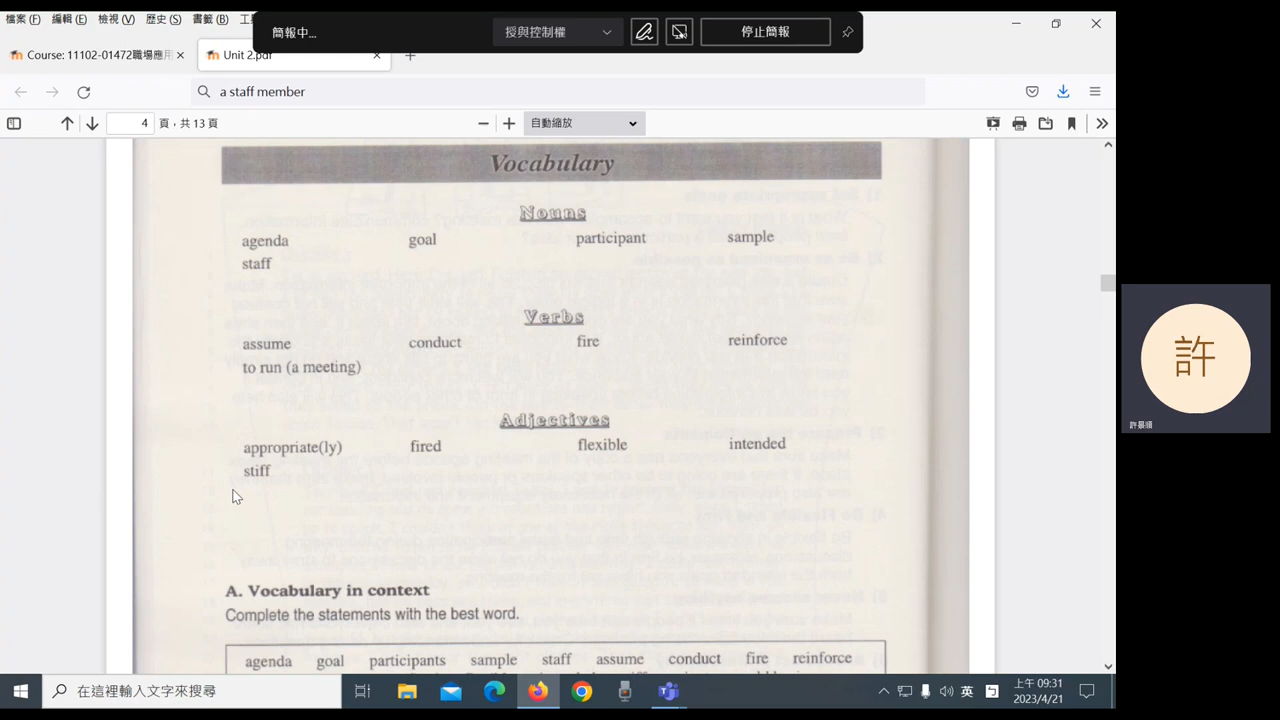 檔案(F) 編輯(E) 檢視(V) 歷史(S) 書籤(B)
簡報中...
授與控制權
停止簡報
Course: 11102-01472職場應用
Unit 2.pdf
a staff member
4 頁，共 13 頁
自動縮放
Vocabulary
Nouns
agenda goal participant sample
staff
Verbs
assume conduct fire reinforce
to run (a meeting)
Adjectives
appropriate(ly) fired flexible intended
stiff
A. Vocabulary in context
Complete the statements with the best word.
agenda goal participants sample staff assume conduct fire reinforce
許
許景順
在這裡輸入文字來搜尋
英
上午 09:31
2023/4/21